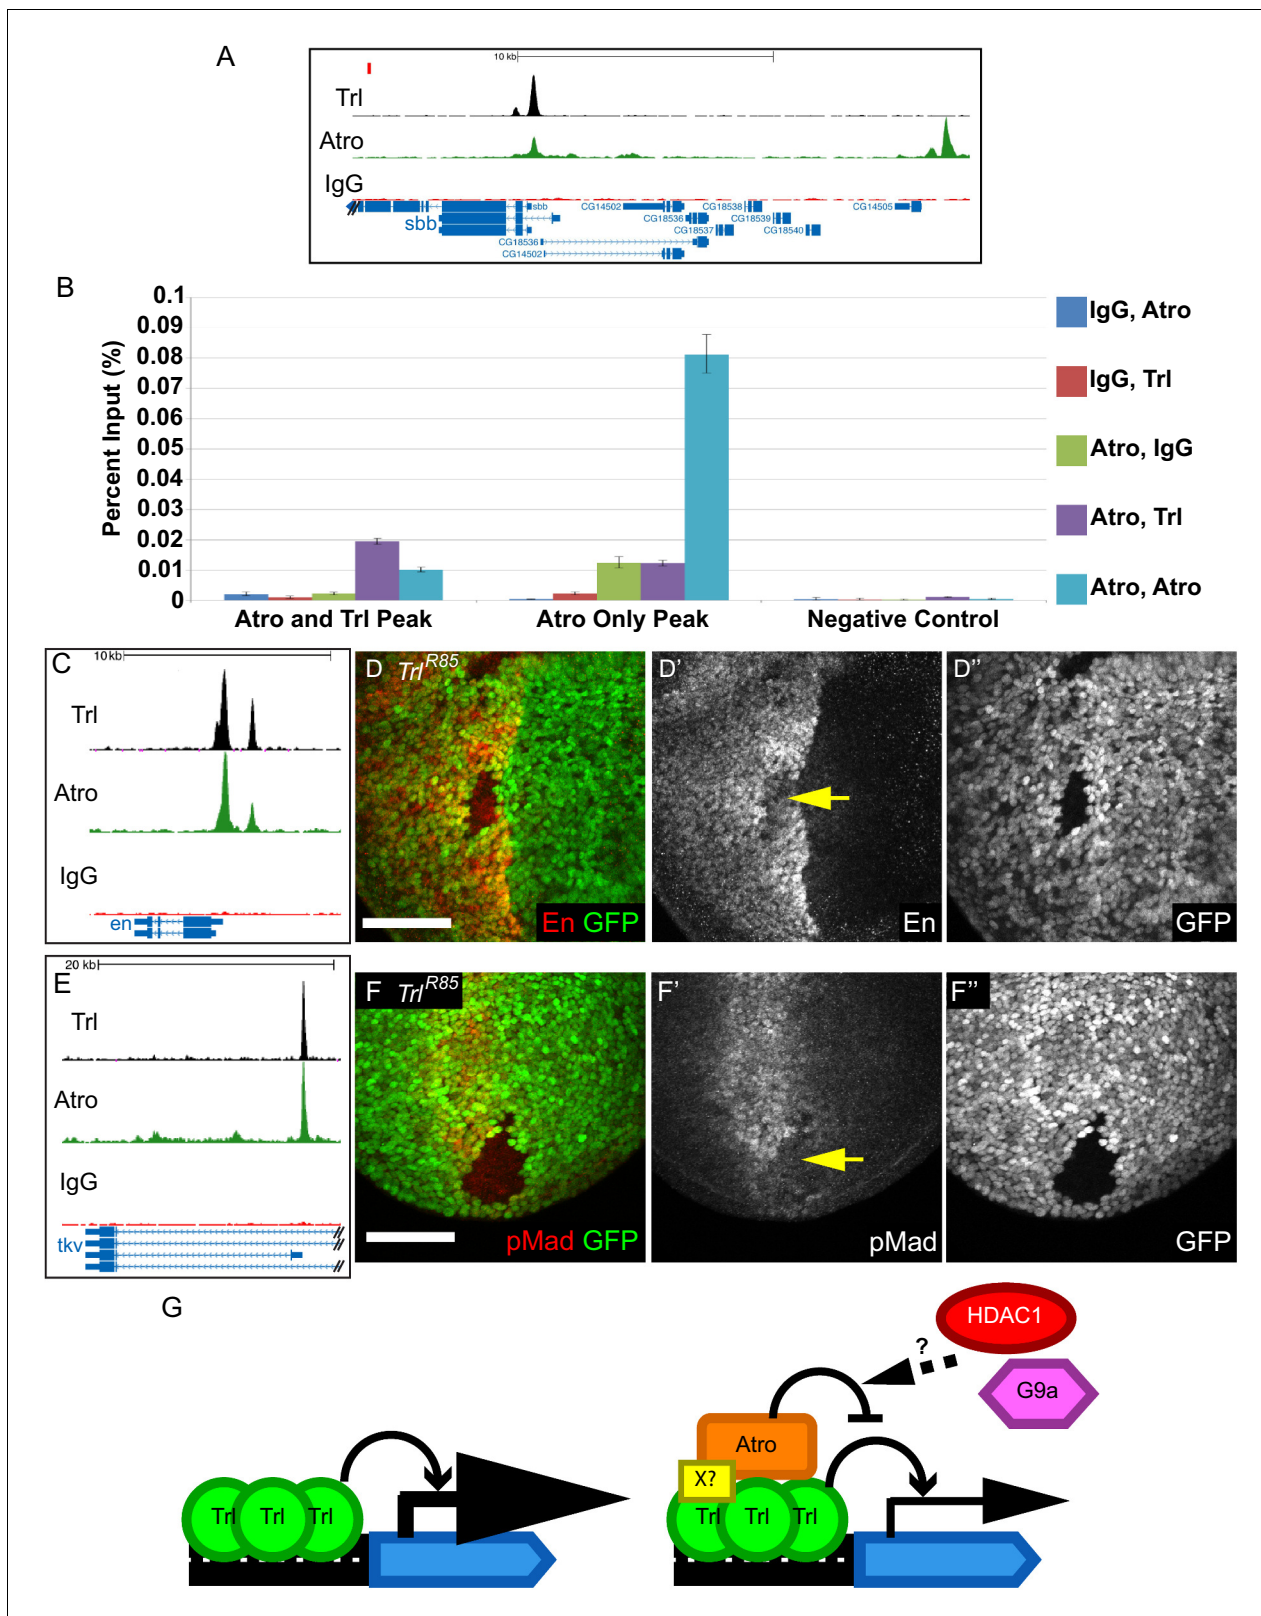 A
10 kb
Trl
Atro
IgG
sbb
sbb
CG14502
CG18538
CG14505
CG18536
CG18539
CG18537
CG18540
CG18536
CG14502
B
0.1
0.09
0.08
0.07
0.06
0.05
0.04
0.03
0.02
0.01
0
Percent Input (%)
Atro and Trl Peak
Atro Only Peak
Negative Control
IgG, Atro
IgG, Trl
Atro, IgG
Atro, Trl
Atro, Atro
C
10 kb
Trl
Atro
IgG
en
D Trl^R85
En GFP
D'
En
D"
GFP
E
20 kb
Trl
Atro
IgG
tkv
F Trl^R85
pMad GFP
F'
pMad
F"
GFP
G
Trl Trl Trl
HDAC1
?
G9a
Atro
X?
Trl Trl Trl